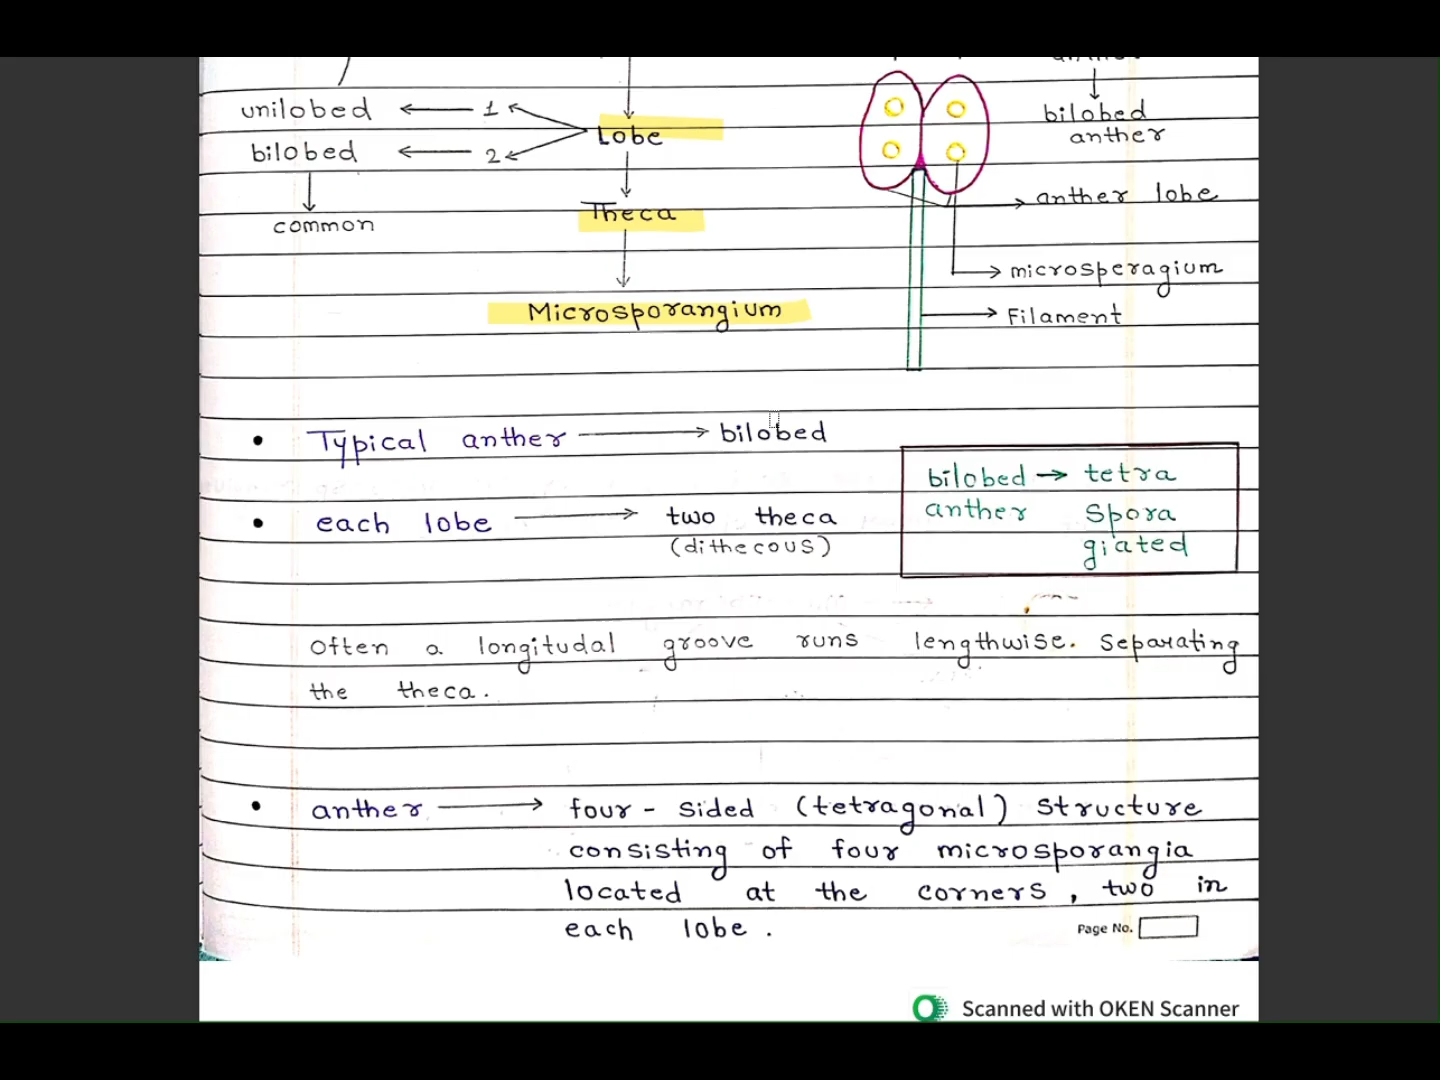 unilobed ← 1
Lobe
bilobed ← 2
common
Theca
Microsporangium
bilobed
anther
anther lobe
microsperagium
Filament
• Typical anther → bilobed
• each lobe → two theca
(dithecous)
bilobed → tetra
anther spora
giated
Often a longitudal groove runs lengthwise. Separating
the theca.
• anther → four - sided (tetragonal) structure
consisting of four microsporangia
located at the corners, two in
each lobe.
Page No.
Scanned with OKEN Scanner